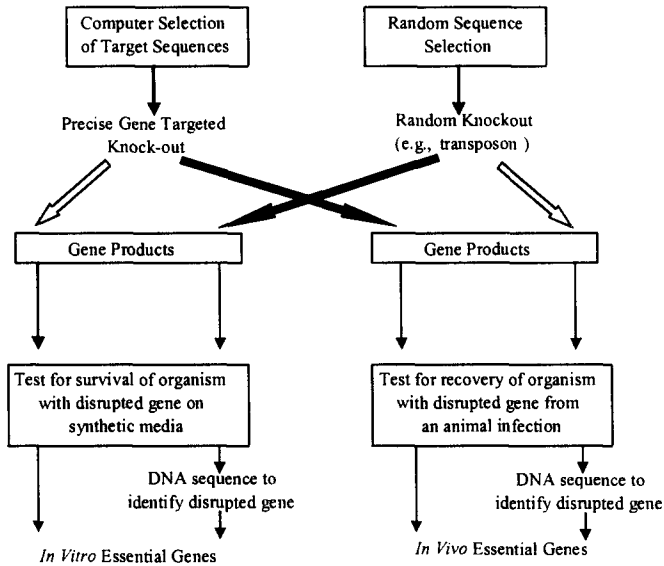 Computer Selection
of Target Sequences
Random Sequence
Selection
Precise Gene Targeted
Knock-out
Random Knockout
(e.g., transposon )
Gene Products
Gene Products
Test for survival of organism
with disrupted gene on
synthetic media
Test for recovery of organism
with disrupted gene from
an animal infection
DNA sequence to
identify disrupted gene
DNA sequence to
identify disrupted gene
In Vitro Essential Genes
In Vivo Essential Genes